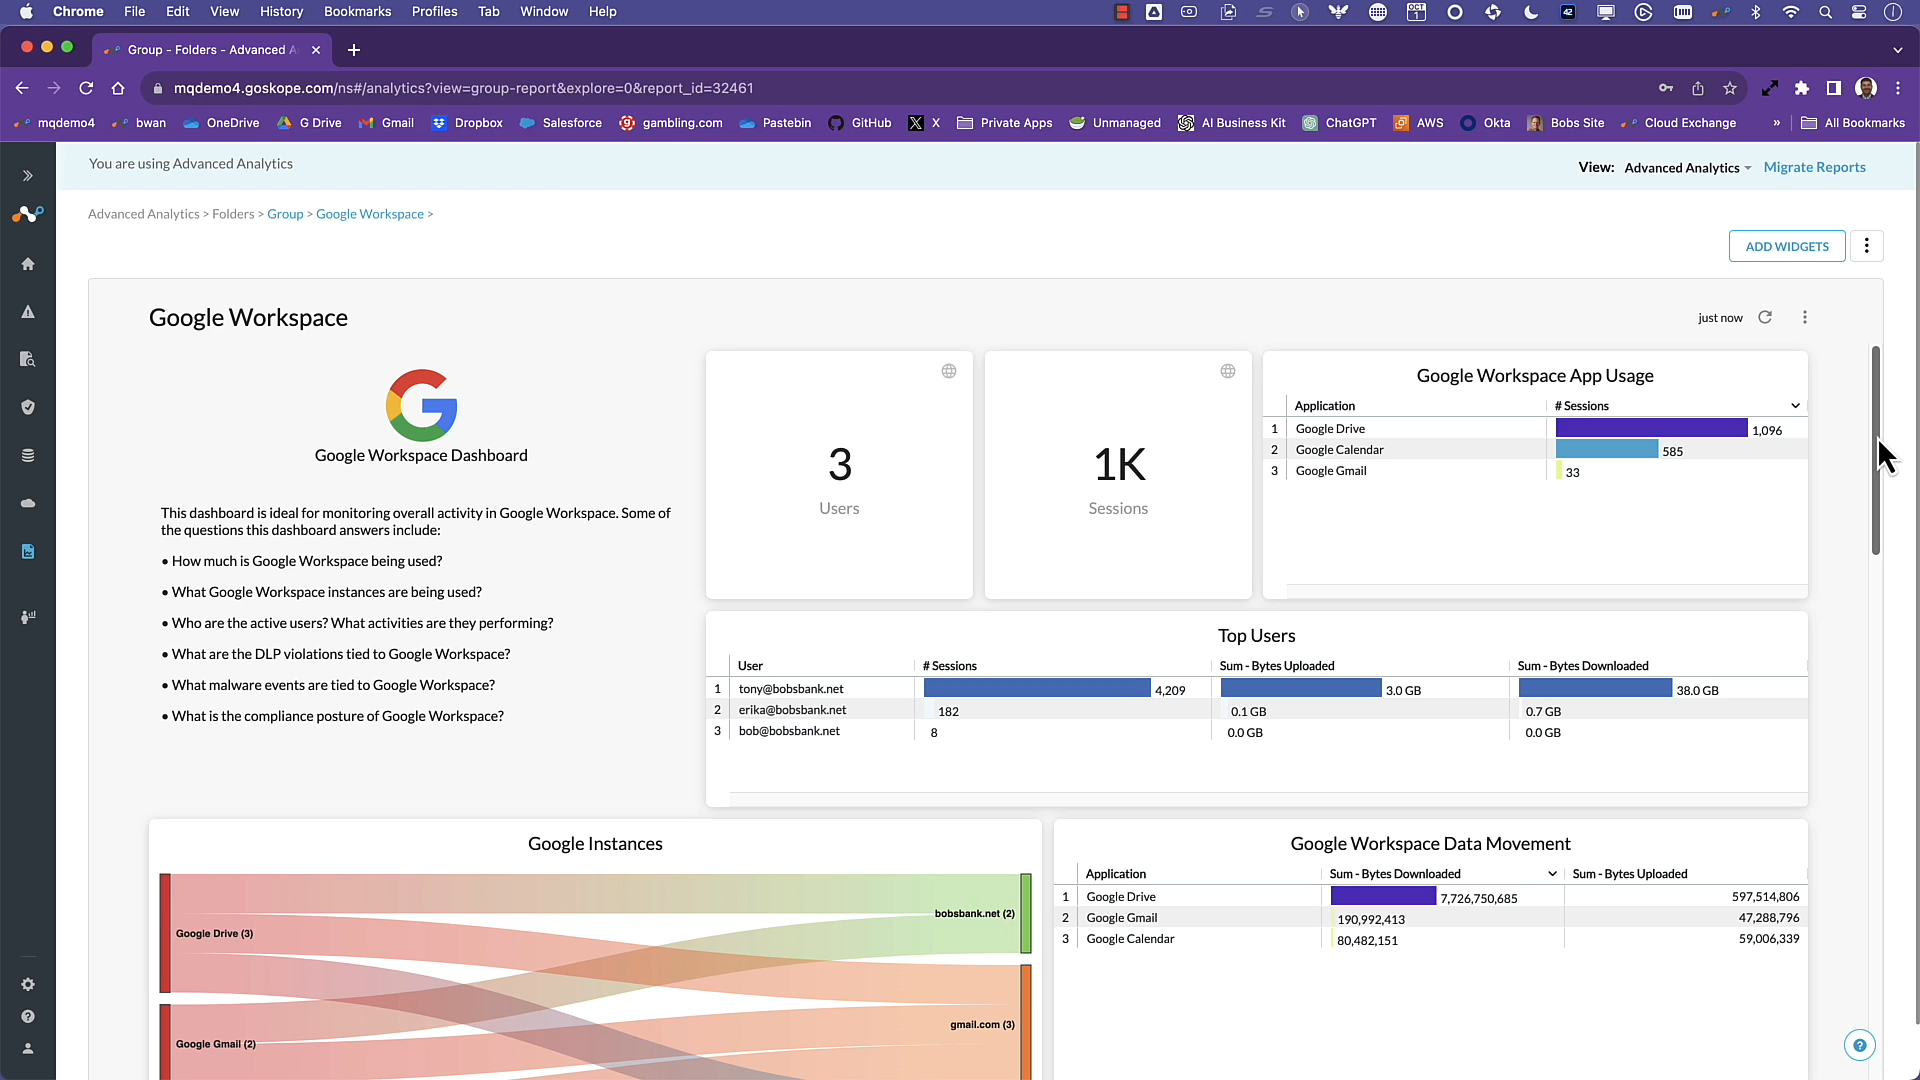 Chrome File Edit View History Bookmarks Profiles Tab Window Help
OCT 1
42
Group - Folders - Advanced A
mqdemo4.goskope.com/ns#/analytics?view=group-report&explore=0&report_id=32461
mqdemo4 bwan OneDrive G Drive Gmail Dropbox Salesforce gambling.com Pastebin GitHub X Private Apps Unmanaged AI Business Kit ChatGPT AWS Okta Bobs Site Cloud Exchange » All Bookmarks
You are using Advanced Analytics
View: Advanced Analytics Migrate Reports
Advanced Analytics > Folders > Group > Google Workspace >
ADD WIDGETS
Google Workspace
just now
Google Workspace Dashboard
This dashboard is ideal for monitoring overall activity in Google Workspace. Some of
the questions this dashboard answers include:
• How much is Google Workspace being used?
• What Google Workspace instances are being used?
• Who are the active users? What activities are they performing?
• What are the DLP violations tied to Google Workspace?
• What malware events are tied to Google Workspace?
• What is the compliance posture of Google Workspace?
3
Users
1K
Sessions
Google Workspace App Usage
Application # Sessions
1 Google Drive 1,096
2 Google Calendar 585
3 Google Gmail 33
Top Users
User # Sessions Sum - Bytes Uploaded Sum - Bytes Downloaded
1 tony@bobsbank.net 4,209 3.0 GB 38.0 GB
2 erika@bobsbank.net 182 0.1 GB 0.7 GB
3 bob@bobsbank.net 8 0.0 GB 0.0 GB
Google Instances
Google Drive (3)
bobsbank.net (2)
gmail.com (3)
Google Gmail (2)
Google Workspace Data Movement
Application Sum - Bytes Downloaded Sum - Bytes Uploaded
1 Google Drive 7,726,750,685 597,514,806
2 Google Gmail 190,992,413 47,288,796
3 Google Calendar 80,482,151 59,006,339